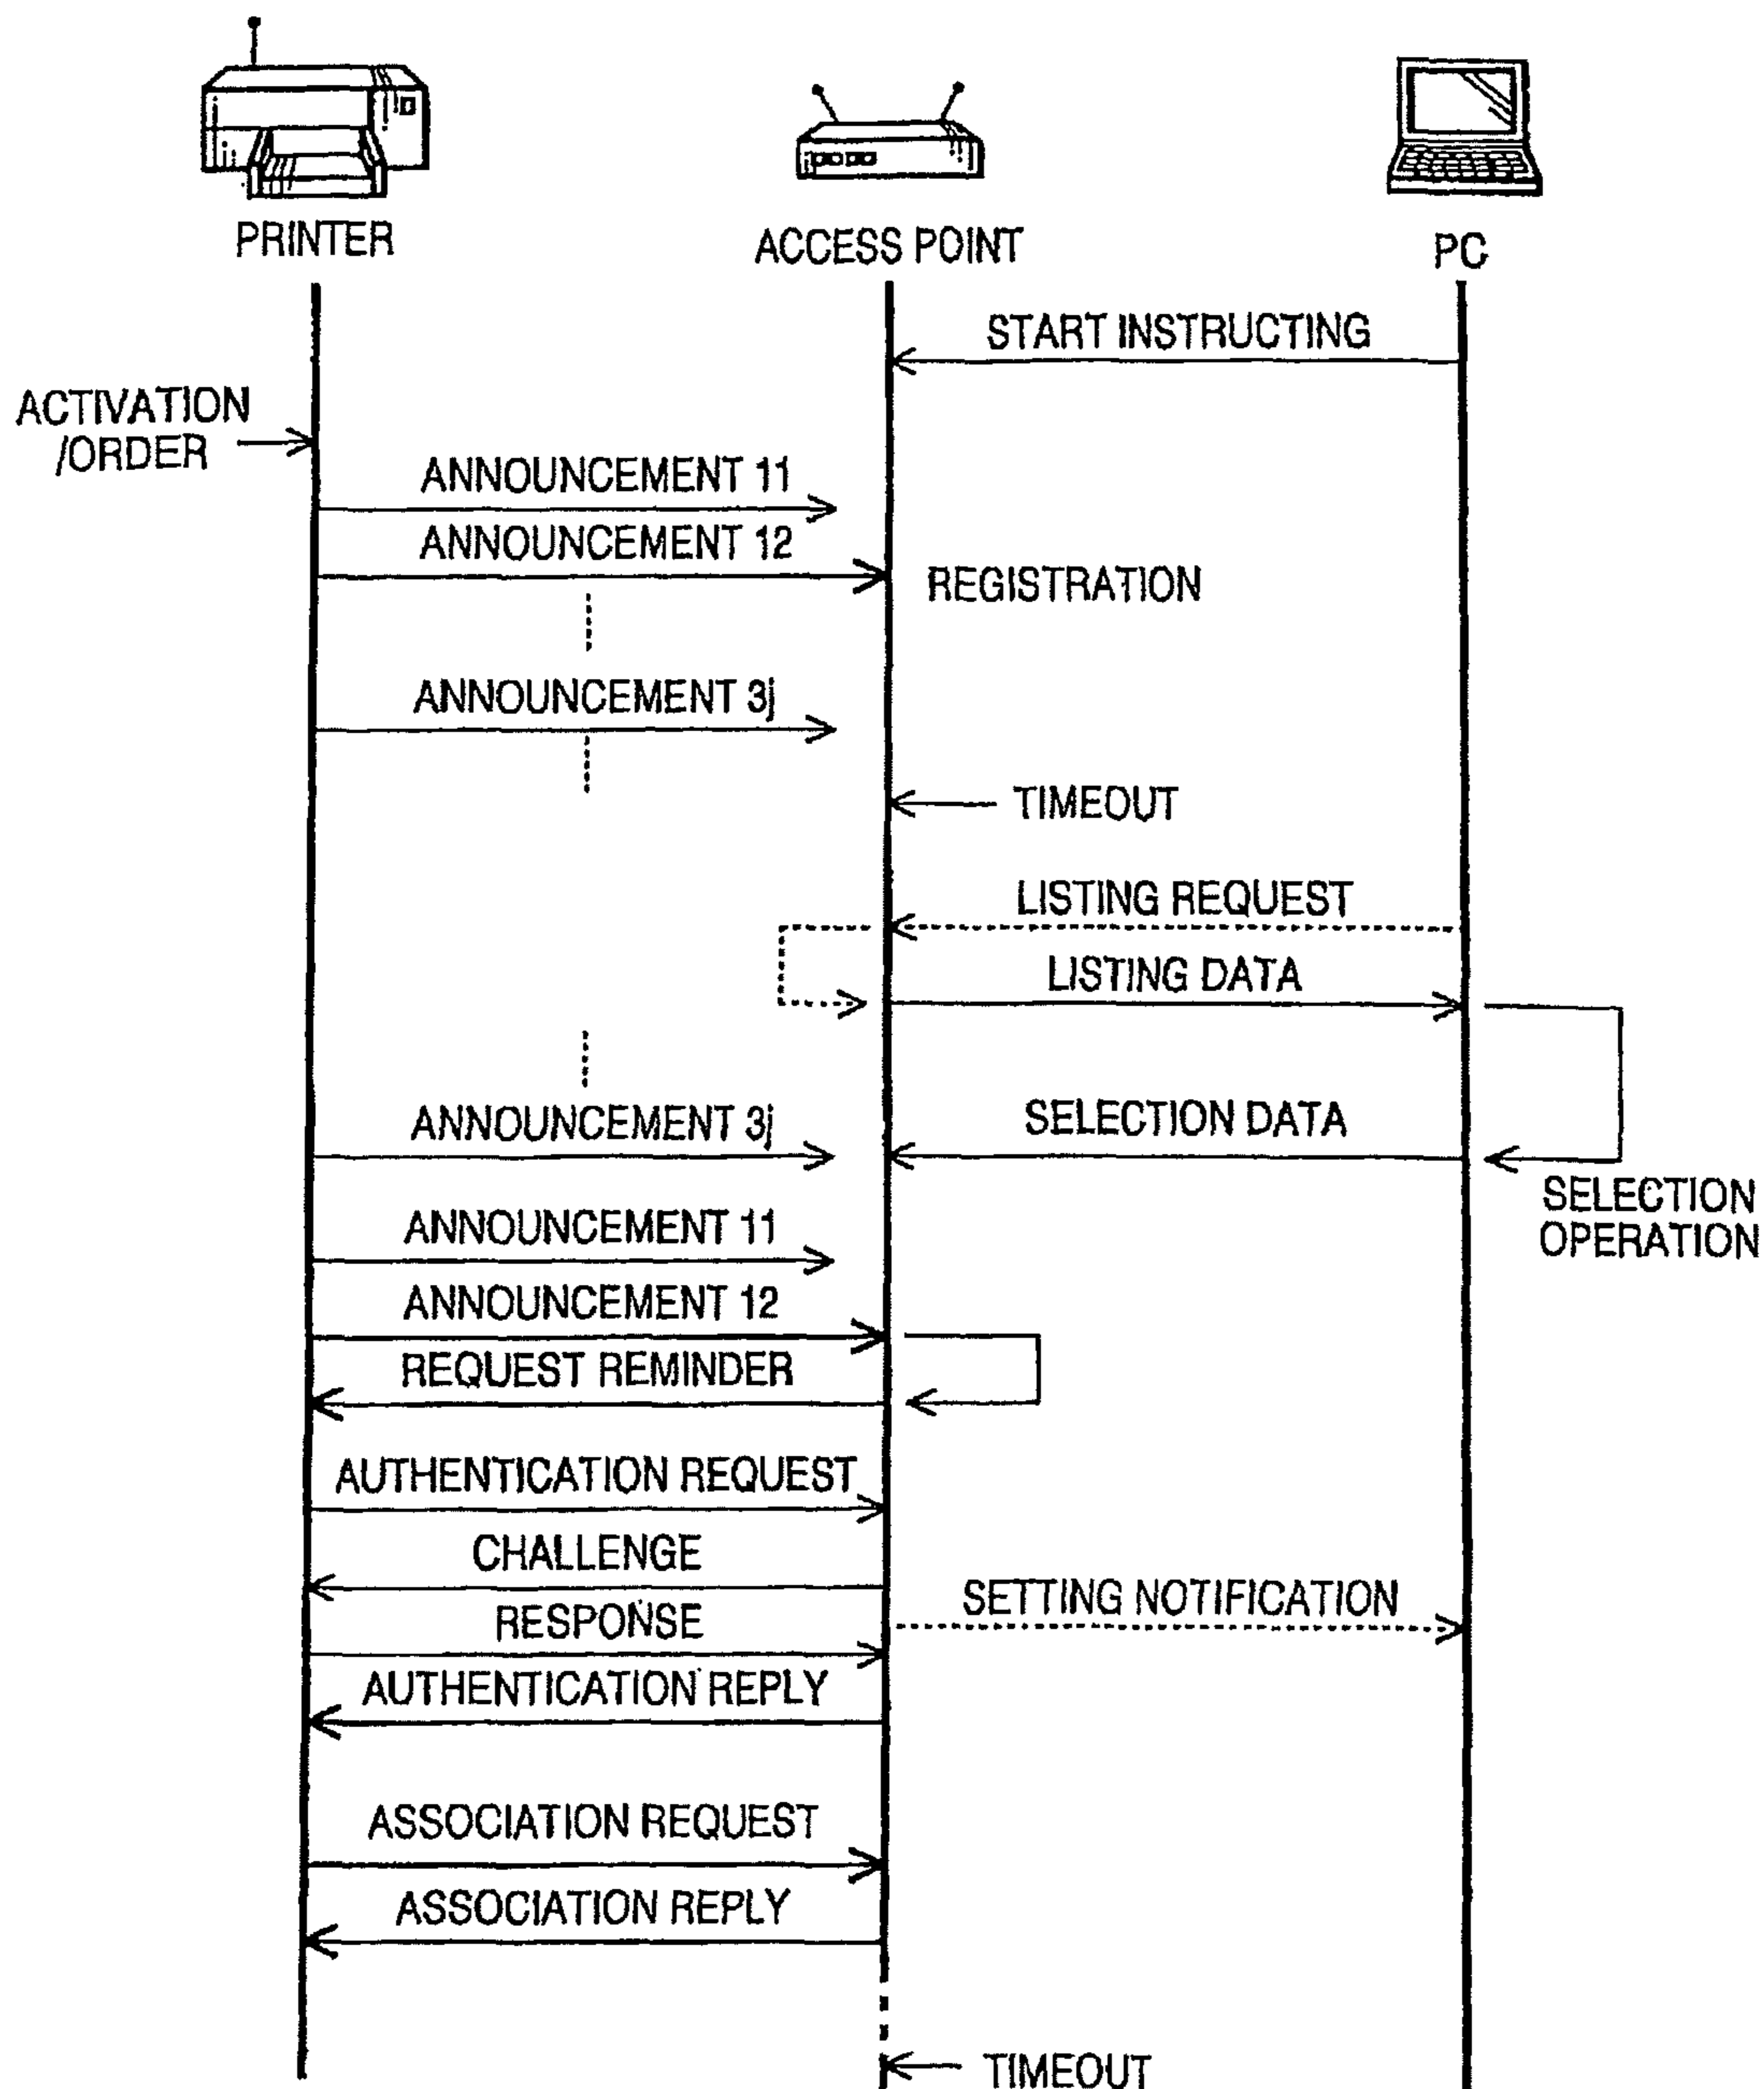 PRINTER
ACCESS POINT
PC
START INSTRUCTING
ACTIVATION
/ORDER
ANNOUNCEMENT 11
ANNOUNCEMENT 12
REGISTRATION
ANNOUNCEMENT 3j
TIMEOUT
LISTING REQUEST
LISTING DATA
ANNOUNCEMENT 3j
SELECTION DATA
SELECTION
OPERATION
ANNOUNCEMENT 11
ANNOUNCEMENT 12
REQUEST REMINDER
AUTHENTICATION REQUEST
CHALLENGE
SETTING NOTIFICATION
RESPONSE
AUTHENTICATION REPLY
ASSOCIATION REQUEST
ASSOCIATION REPLY
TIMEOUT